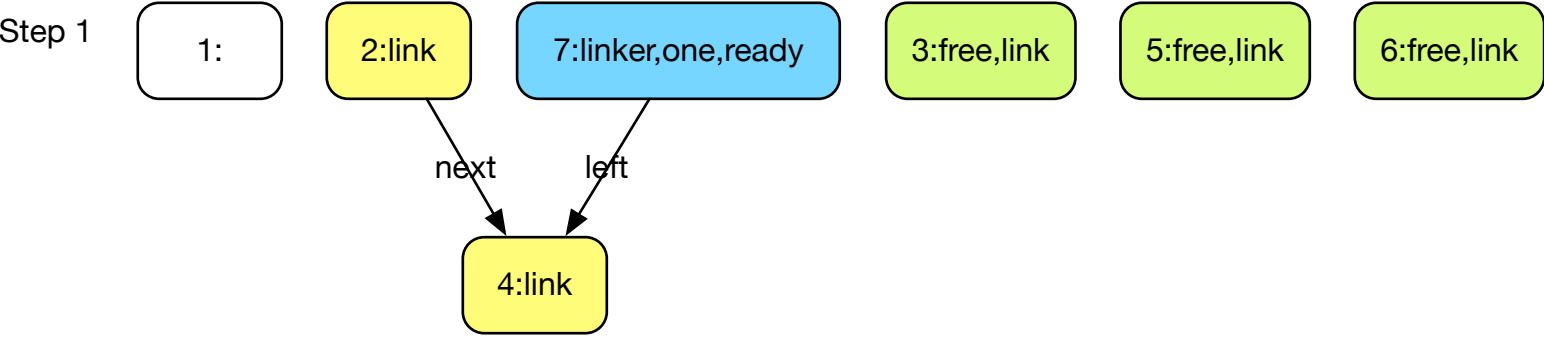 Step 1
1:
2:link
7:linker,one,ready
3:free,link
5:free,link
6:free,link
next
left
4:link